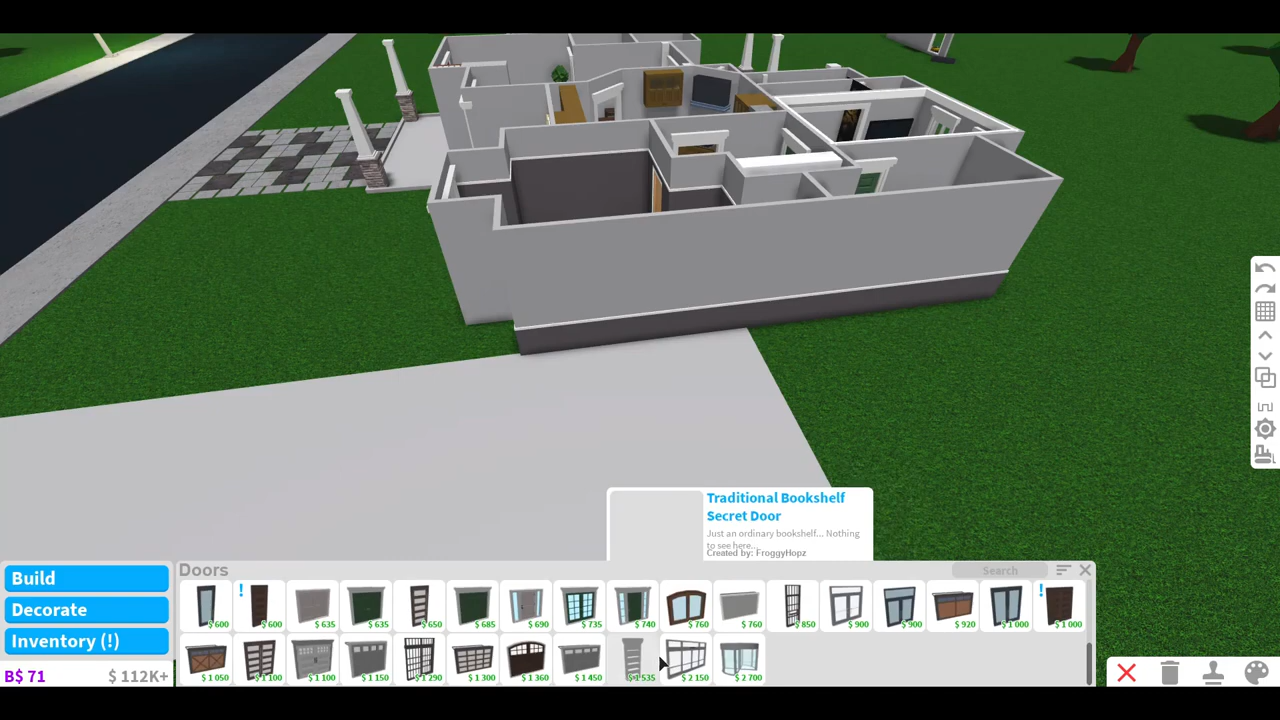 Traditional Bookshelf
Secret Door
Just an ordinary bookshelf... Nothing
to see here...
Created by: FroggyHopz
Doors
Search
Build
Decorate
Inventory (!)
B$ 71
$ 112K+
! !
$600 $600 $635 $635 $650 $685 $690 $735 $740 $760 $760 $850 $900 $900 $920 $1 000 $1 000
$1 050 $1 100 $1 100 $1 150 $1 290 $1 300 $1 360 $1 450 $1 535 $2 150 $2 700